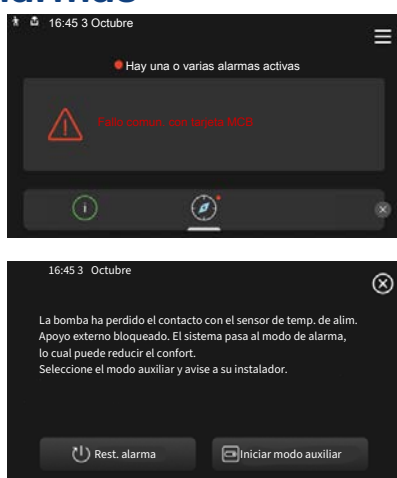 16:45 3 Octubre
Hay una o varias alarmas activas
Fallo comun. con tarjeta MCB
16:45 3 Octubre
La bomba ha perdido el contacto con el sensor de temp. de alim.
Apoyo externo bloqueado. El sistema pasa al modo de alarma,
lo cual puede reducir el confort.
Seleccione el modo auxiliar y avise a su instalador.
Rest. alarma
Iniciar modo auxiliar